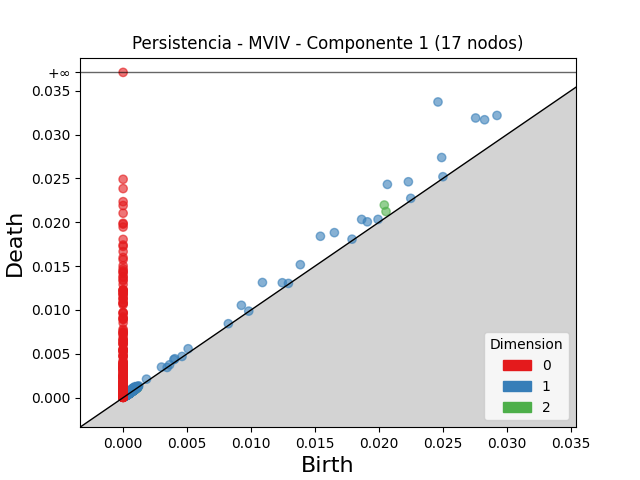 Persistencia - MVIV - Componente 1 (17 nodos)
+∞
0.035
0.030
0.025
0.020
0.015
0.010
0.005
0.000
Death
0.000 0.005 0.010 0.015 0.020 0.025 0.030 0.035
Birth
Dimension
0
1
2